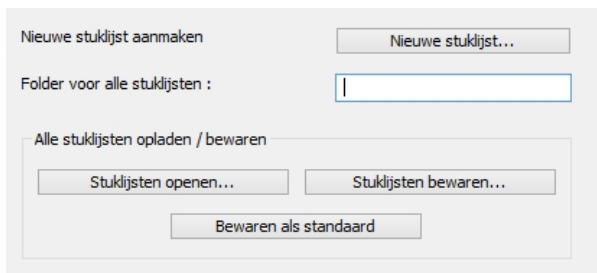 Nieuwe stuklijst aanmaken
Nieuwe stuklijst...
Folder voor alle stuklijsten :
Alle stuklijsten opladen / bewaren
Stuklijsten openen...
Stuklijsten bewaren...
Bewaren als standaard